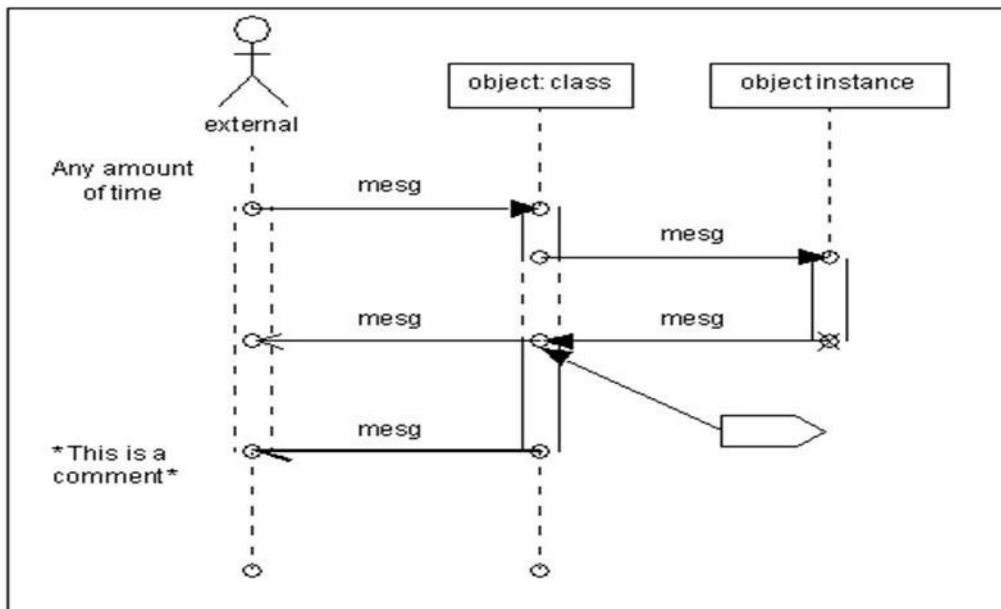 object: class
object instance
external
Any amount
of time
mesg
mesg
mesg
mesg
mesg
*This is a
comment*